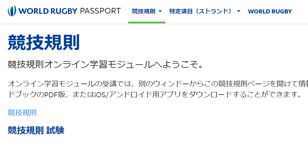 WORLD RUGBY PASSPORT 競技規則 特定項目(ストランド) WORLD RUGBY
競技規則
競技規則オンライン学習モジュールへようこそ。
オンライン学習モジュールの受講では、別のウィンドーからこの競技規則ページを開けて情
ドブックのPDF版、またはiOS/アンドロイド用アプリをダウンロードすることができます。
競技規則
競技規則 試験